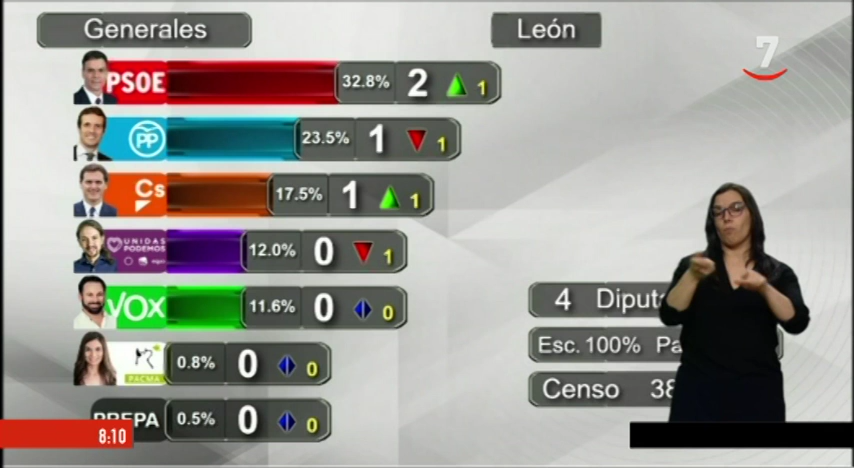 Generales León
7
PSOE 32.8% 2 1
PP 23.5% 1 1
Cs 17.5% 1 1
UNIDAS PODEMOS 12.0% 0 1
VOX 11.6% 0 0
4 Diput
PACMA 0.8% 0 0
Esc. 100% Pa
Censo 38
PREPA 0.5% 0 0
8:10